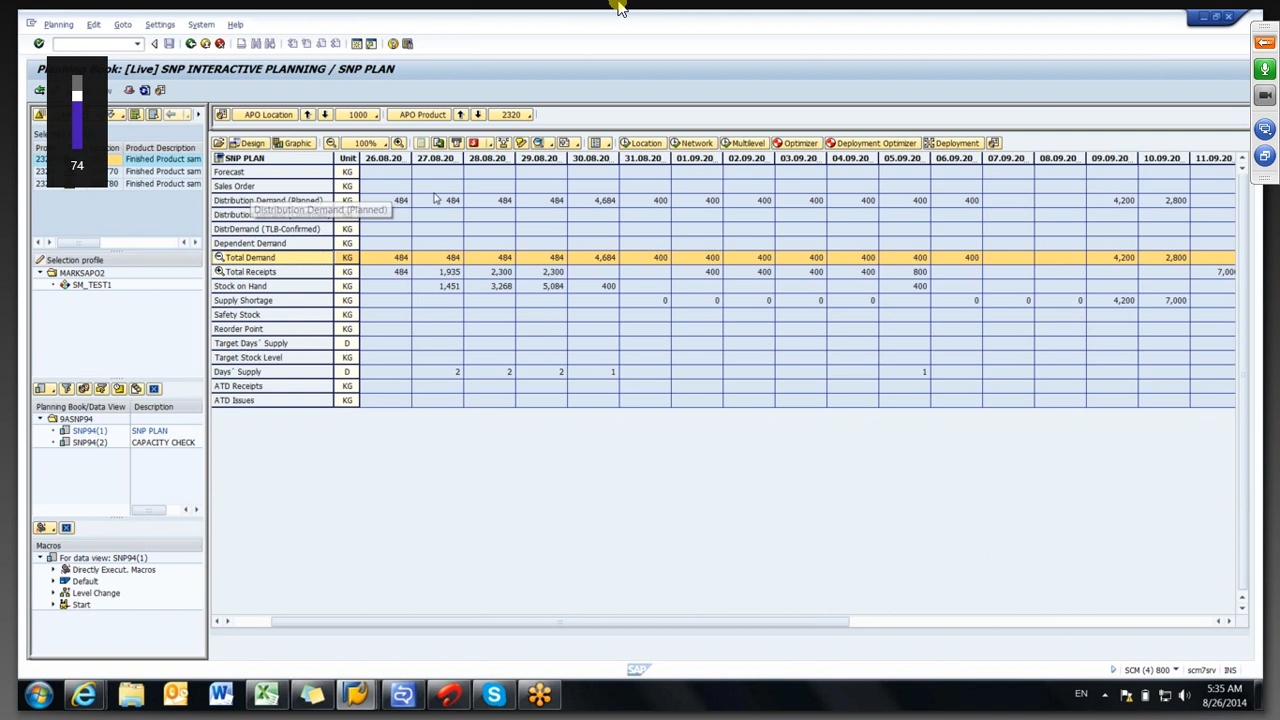 Planning Edit Goto Settings System Help
Book: [Live] SNP INTERACTIVE PLANNING / SNP PLAN
74
APO Location 1000 APO Product 2320
Design Graphic 100% Location Network Multilevel Optimizer Deployment Optimizer Deployment
Product Description
23 Finished Product sam
23 770 Finished Product sam
23 780 Finished Product sam
Selection profile
MARKSAPO2
SM_TEST1
Planning Book/Data View Description
9ASNP94
SNP94(1) SNP PLAN
SNP94(2) CAPACITY CHECK
Macros
For data view: SNP94(1)
Directly Execut. Macros
Default
Level Change
Start
SNP PLAN Unit 26.08.20 27.08.20 28.08.20 29.08.20 30.08.20 31.08.20 01.09.20 02.09.20 03.09.20 04.09.20 05.09.20 06.09.20 07.09.20 08.09.20 09.09.20 10.09.20 11.09.20
Forecast KG
Sales Order KG
Distribution Demand (Planned) KG 484 484 484 484 4,684 400 400 400 400 400 400 400 4,200 2,800
Distribution Demand (Planned)
KG
DistrDemand (TLB-Confirmed) KG
Dependent Demand KG
Total Demand KG 484 484 484 484 4,684 400 400 400 400 400 400 400 4,200 2,800
Total Receipts KG 484 1,935 2,300 2,300 400 400 400 400 800 7,000
Stock on Hand KG 1,451 3,268 5,084 400 400
Supply Shortage KG 0 0 0 0 0 0 0 0 4,200 7,000
Safety Stock KG
Reorder Point KG
Target Days´ Supply D
Target Stock Level KG
Days´ Supply D 2 2 2 1 1
ATD Receipts KG
ATD Issues KG
SAP
SCM (4) 800 scm7srv INS
EN
5:35 AM
8/26/2014